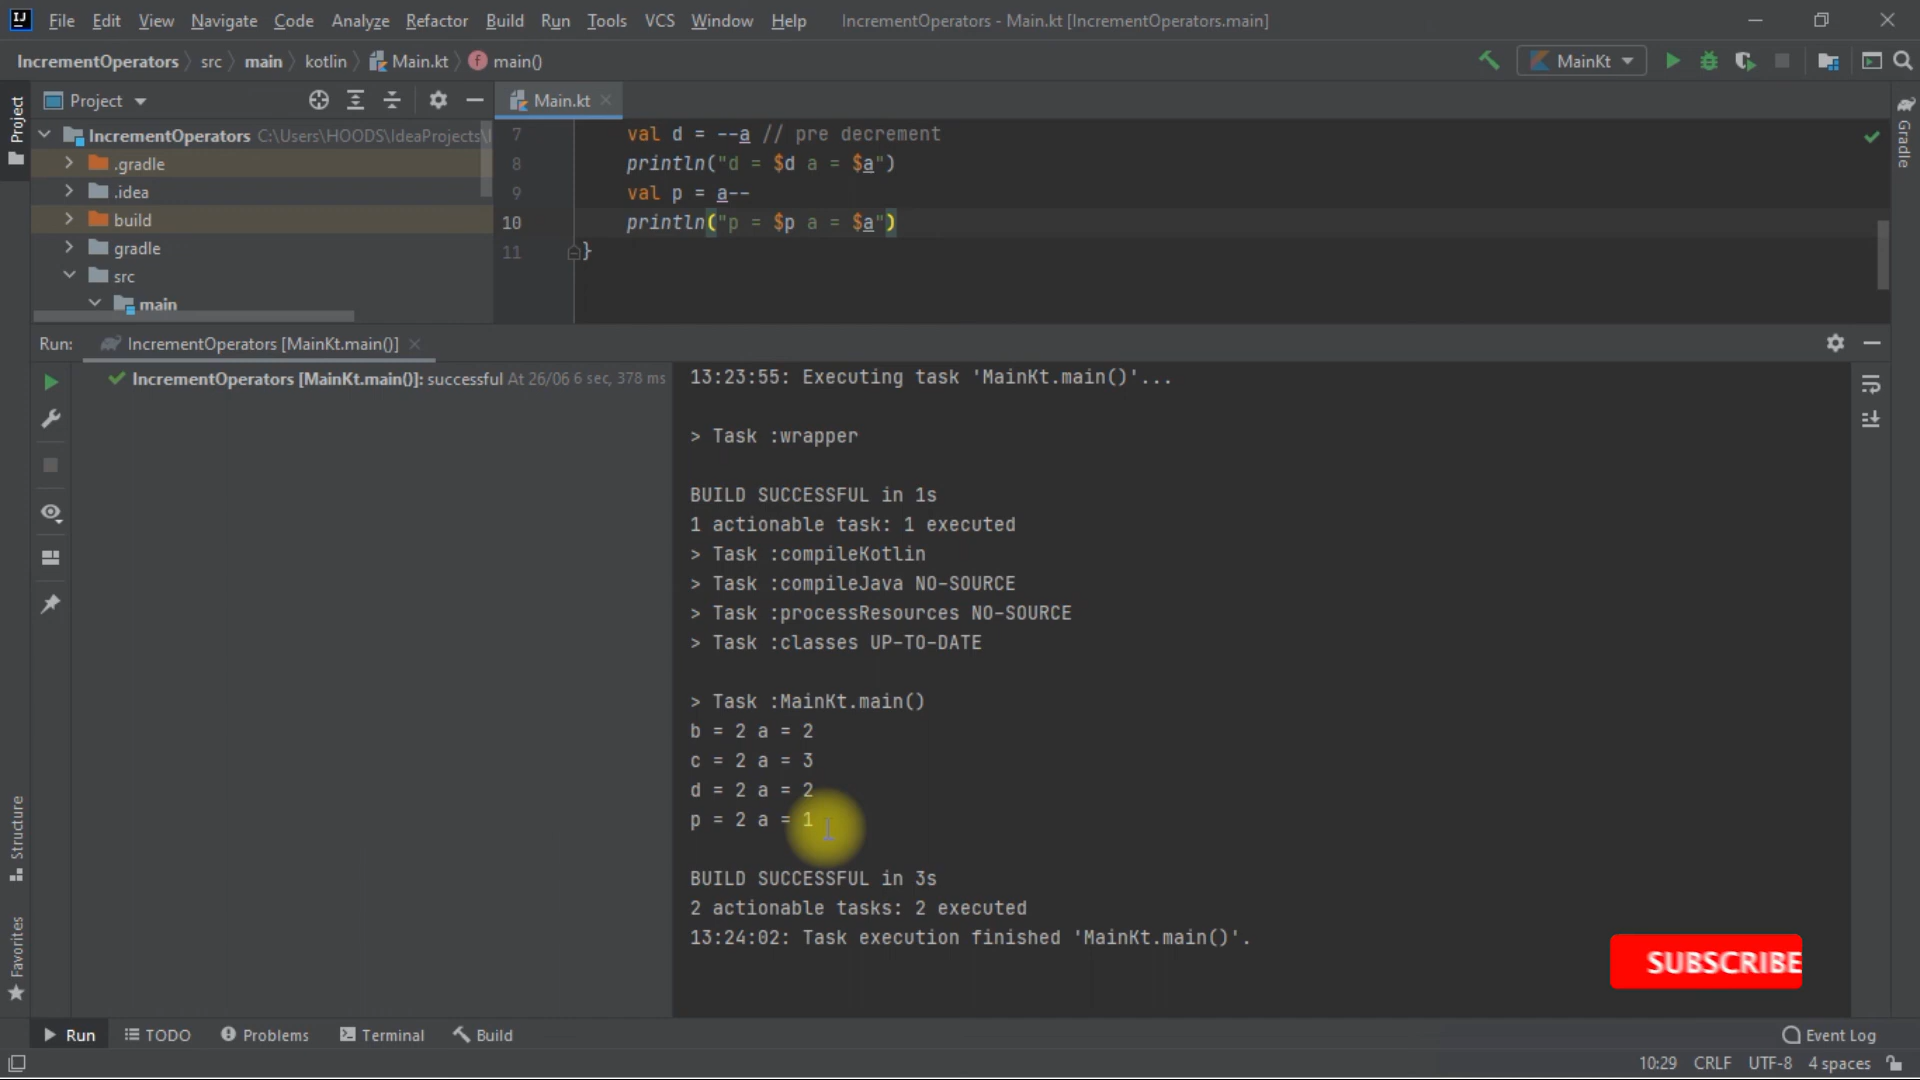 File Edit View Navigate Code Analyze Refactor Build Run Tools VCS Window Help IncrementOperators - Main.kt [IncrementOperators.main]
IncrementOperators src main kotlin Main.kt main() MainKt
Project Main.kt
Project
Gradle
IncrementOperators C:\Users\HOODS\IdeaProjects\
.gradle
.idea
build
gradle
src
main
7 val d = --a // pre decrement
8 println("d = $d a = $a")
9 val p = a--
10 println("p = $p a = $a")
11 }
Run: IncrementOperators [MainKt.main()]
IncrementOperators [MainKt.main()]: successful At 26/06 6 sec, 378 ms
13:23:55: Executing task 'MainKt.main()'...
> Task :wrapper
BUILD SUCCESSFUL in 1s
1 actionable task: 1 executed
> Task :compileKotlin
> Task :compileJava NO-SOURCE
> Task :processResources NO-SOURCE
> Task :classes UP-TO-DATE
> Task :MainKt.main()
b = 2 a = 2
c = 2 a = 3
d = 2 a = 2
p = 2 a = 1
BUILD SUCCESSFUL in 3s
2 actionable tasks: 2 executed
13:24:02: Task execution finished 'MainKt.main()'.
Structure
Favorites
SUBSCRIBE
Run TODO Problems Terminal Build Event Log
10:29 CRLF UTF-8 4 spaces